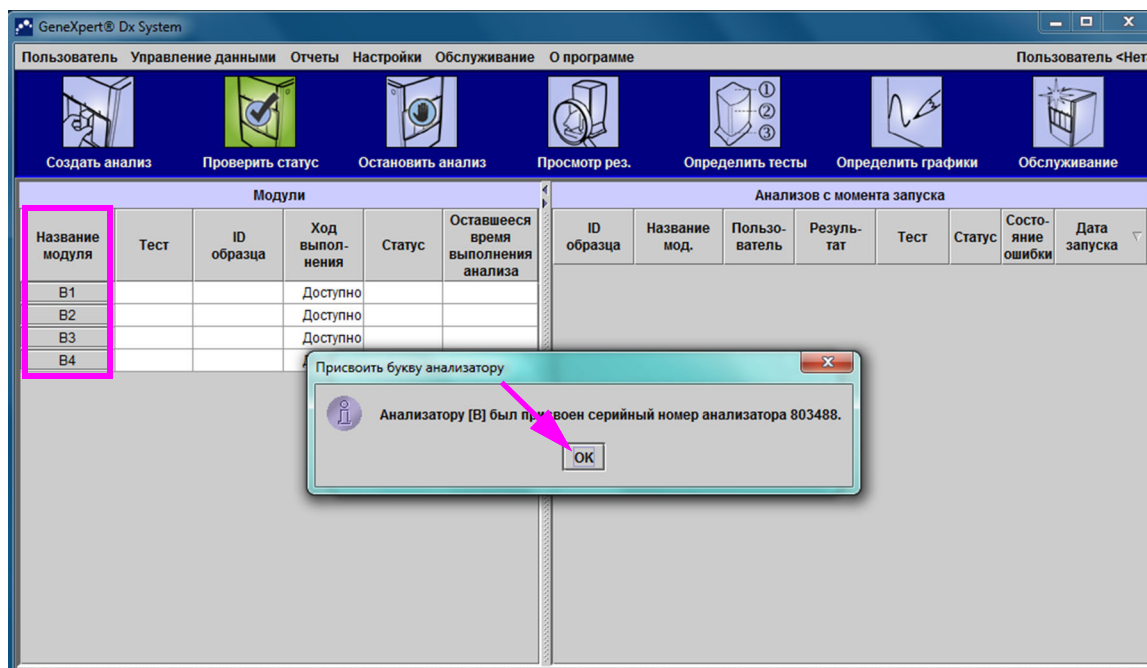 GeneXpert® Dx System
Пользователь Управление данными Отчеты Настройки Обслуживание О программе Пользователь <Нет
Создать анализ Проверить статус Остановить анализ Просмотр рез. Определить тесты Определить графики Обслуживание
① ② ③
Модули
Название модуля
Тест
ID образца
Ход выпол-
нения
Статус
Оставшееся время выполнения анализа
B1 Доступно
B2 Доступно
B3 Доступно
B4
Анализов с момента запуска
ID образца
Название мод.
Пользо-
ватель
Резуль-
тат
Тест
Статус
Состо-
яние ошибки
Дата запуска
Присвоить букву анализатору
Анализатору [B] был присвоен серийный номер анализатора 803488.
OK